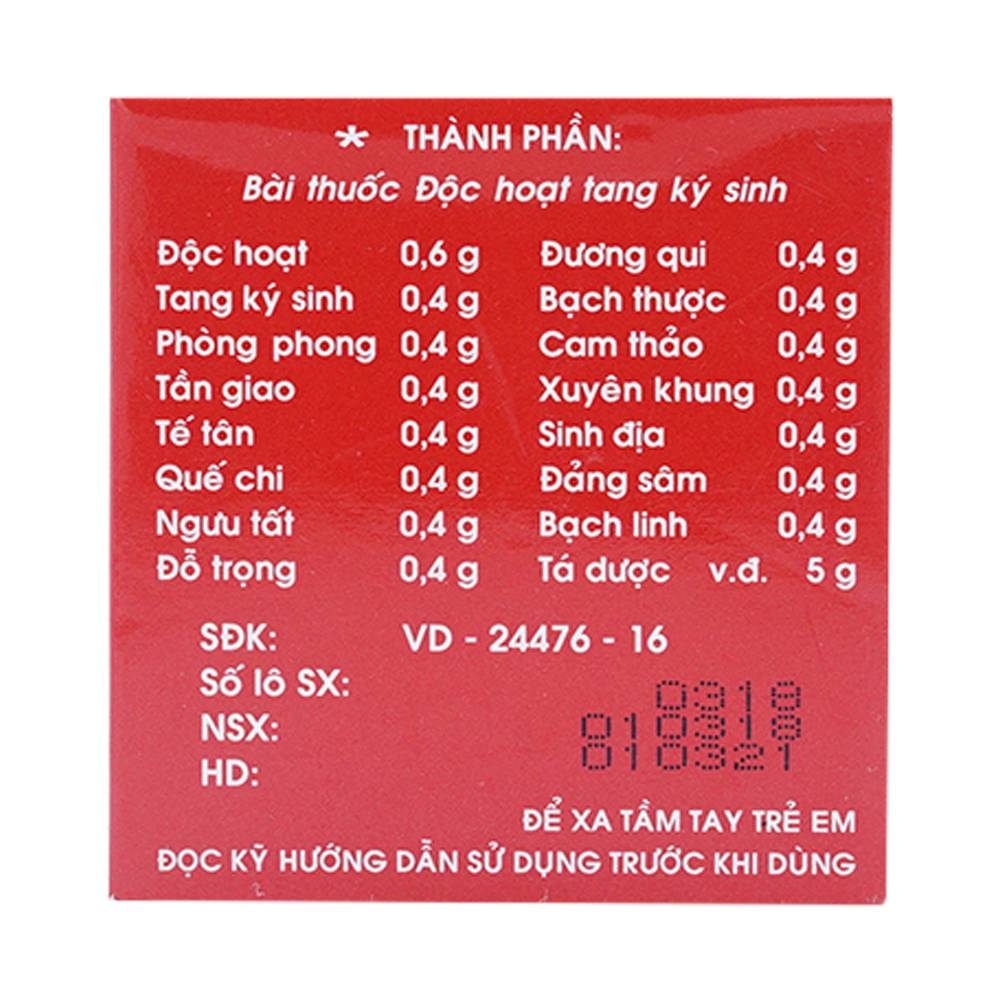 * THÀNH PHẦN:
Bài thuốc Độc hoạt tang ký sinh
Độc hoạt 0,6 g Đương qui 0,4 g
Tang ký sinh 0,4 g Bạch thược 0,4 g
Phòng phong 0,4 g Cam thảo 0,4 g
Tần giao 0,4 g Xuyên khung 0,4 g
Tế tân 0,4 g Sinh địa 0,4 g
Quế chi 0,4 g Đảng sâm 0,4 g
Ngưu tất 0,4 g Bạch linh 0,4 g
Đỗ trọng 0,4 g Tá dược v.đ. 5 g
SĐK: VD - 24476 - 16
Số lô SX: 0318
NSX: 010318
HD: 010321
ĐỂ XA TẦM TAY TRẺ EM
ĐỌC KỸ HƯỚNG DẪN SỬ DỤNG TRƯỚC KHI DÙNG